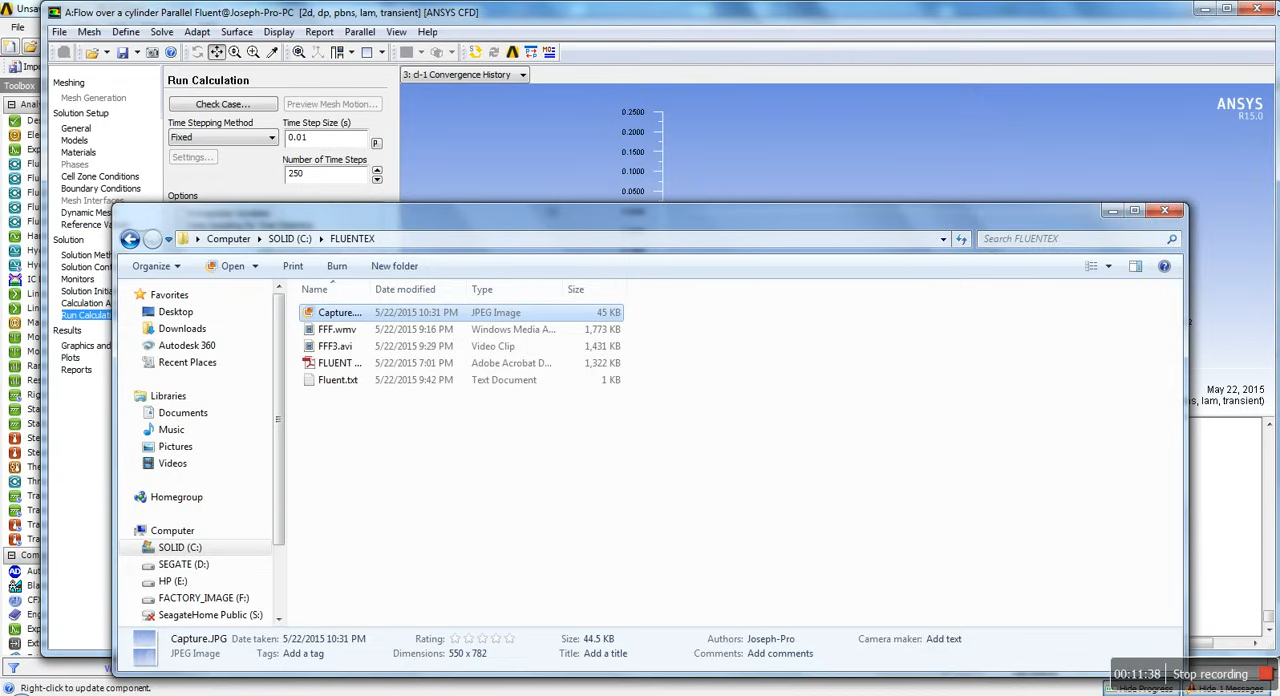 Unsav
A:Flow over a cylinder Parallel Fluent@Joseph-Pro-PC [2d, dp, pbns, lam, transient] [ANSYS CFD]
File
File Mesh Define Solve Adapt Surface Display Report Parallel View Help
Toolbox
Meshing
Mesh Generation
Solution Setup
General
Models
Materials
Phases
Cell Zone Conditions
Boundary Conditions
Mesh Interfaces
Dynamic Mes
Reference Va
Solution
Solution Meth
Solution Cont
Monitors
Solution Initia
Calculation A
Run Calculat
Results
Graphics and
Plots
Reports
Run Calculation
Check Case... Preview Mesh Motion...
Time Stepping Method Time Step Size (s)
Fixed 0.01
Settings... Number of Time Steps
250
Options
3: cl-1 Convergence History
0.2500
0.2000
0.1500
0.1000
0.0500
ANSYS
R15.0
May 22, 2015
s, lam, transient)
Computer SOLID (C:) FLUENTEX
Search FLUENTEX
Organize Open Print Burn New folder
Favorites
Desktop
Downloads
Autodesk 360
Recent Places
Libraries
Documents
Music
Pictures
Videos
Homegroup
Computer
SOLID (C:)
SEGATE (D:)
HP (E:)
FACTORY_IMAGE (F:)
SeagateHome Public (S:)
Name Date modified Type Size
Capture.... 5/22/2015 10:31 PM JPEG Image 45 KB
FFF.wmv 5/22/2015 9:16 PM Windows Media A... 1,773 KB
FFF3.avi 5/22/2015 9:29 PM Video Clip 1,431 KB
FLUENT ... 5/22/2015 7:01 PM Adobe Acrobat D... 1,322 KB
Fluent.txt 5/22/2015 9:42 PM Text Document 1 KB
Capture.JPG Date taken: 5/22/2015 10:31 PM Rating: Size: 44.5 KB Authors: Joseph-Pro Camera maker: Add text
JPEG Image Tags: Add a tag Dimensions: 550 x 782 Title: Add a title Comments: Add comments
00:11:38 Stop recording
Right-click to update component.
Hide Progress Hide 1 Messages